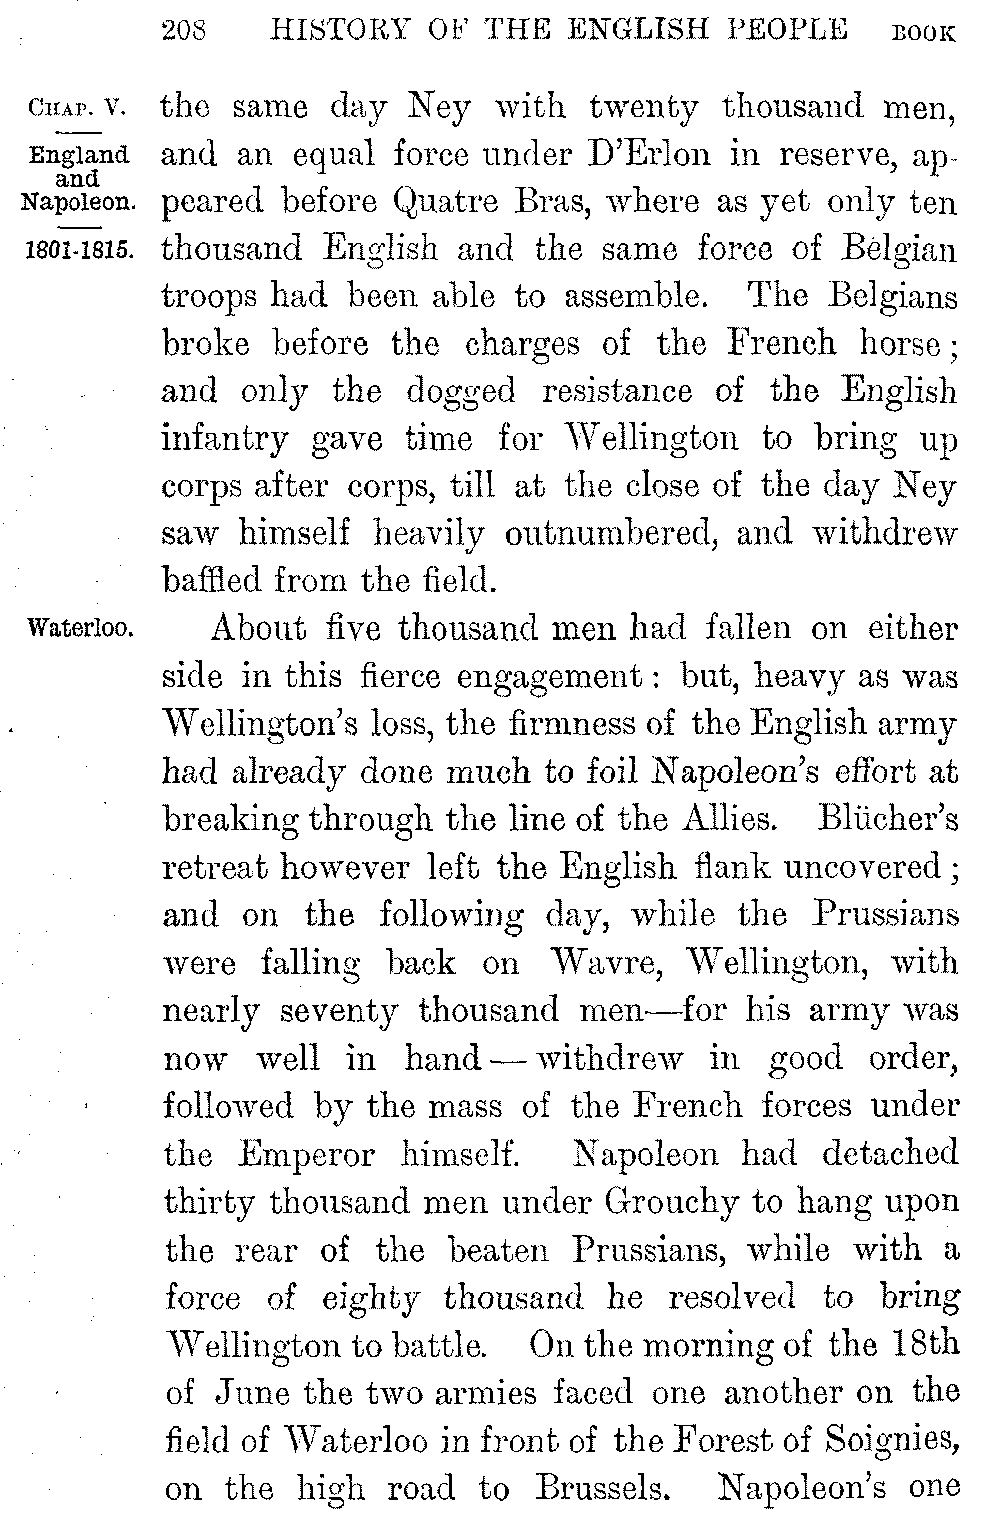 208 HISTORY OF THE ENGLISH PEOPLE BOOK
CHAP. V.
England
and
Napoleon.
1801-1815.
the same day Ney with twenty thousand men,
and an equal force under D'Erlon in reserve, ap-
peared before Quatre Bras, where as yet only ten
thousand English and the same force of Belgian
troops had been able to assemble. The Belgians
broke before the charges of the French horse;
and only the dogged resistance of the English
infantry gave time for Wellington to bring up
corps after corps, till at the close of the day Ney
saw himself heavily outnumbered, and withdrew
baffled from the field.
Waterloo.
About five thousand men had fallen on either
side in this fierce engagement: but, heavy as was
Wellington's loss, the firmness of the English army
had already done much to foil Napoleon's effort at
breaking through the line of the Allies. Blücher's
retreat however left the English flank uncovered;
and on the following day, while the Prussians
were falling back on Wavre, Wellington, with
nearly seventy thousand men—for his army was
now well in hand—withdrew in good order,
followed by the mass of the French forces under
the Emperor himself. Napoleon had detached
thirty thousand men under Grouchy to hang upon
the rear of the beaten Prussians, while with a
force of eighty thousand he resolved to bring
Wellington to battle. On the morning of the 18th
of June the two armies faced one another on the
field of Waterloo in front of the Forest of Soignies,
on the high road to Brussels. Napoleon's one